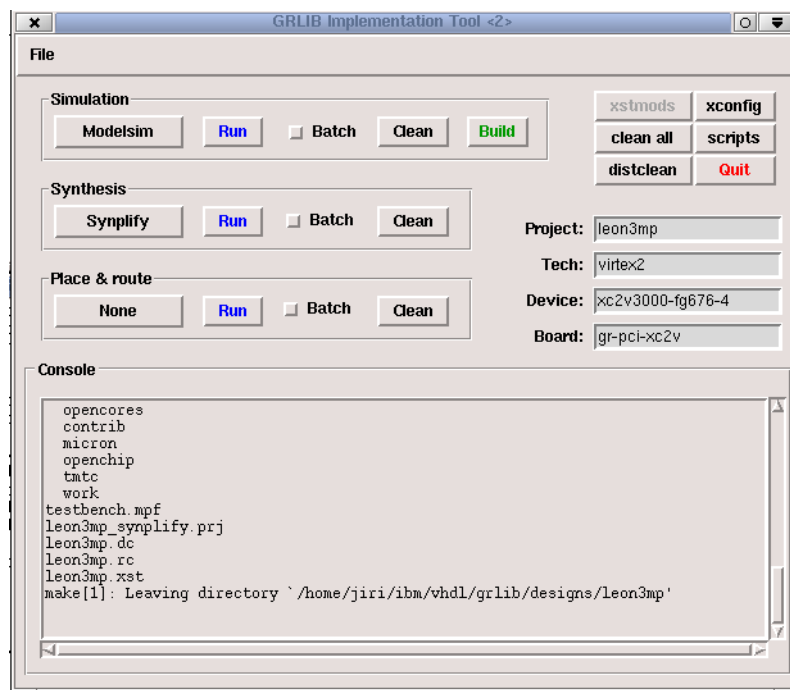 GRLIB Implementation Tool <2>
File
Simulation
Modelsim Run Batch Clean Build
xstmods xconfig
clean all scripts
distclean Quit
Synthesis
Synplify Run Batch Clean
Place & route
None Run Batch Clean
Project: leon3mp
Tech: virtex2
Device: xc2v3000-fg676-4
Board: gr-pci-xc2v
Console
opencores
contrib
micron
openchip
tmtc
work
testbench.mpf
leon3mp_synplify.prj
leon3mp.dc
leon3mp.rc
leon3mp.xst
make[1]: Leaving directory `/home/jiri/ibm/vhdl/grlib/designs/leon3mp'